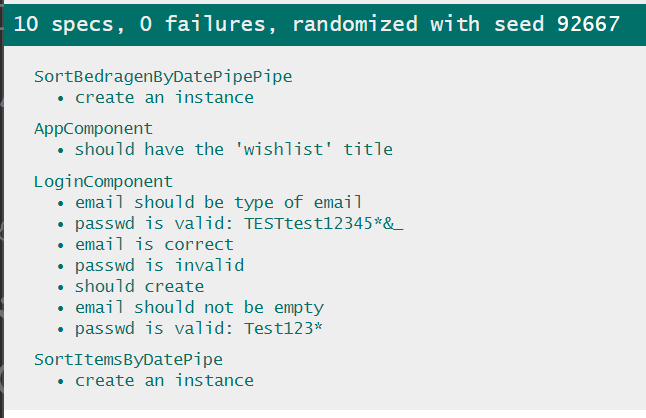 10 specs, 0 failures, randomized with seed 92667
SortBedragenByDatePipePipe
• create an instance
AppComponent
• should have the 'wishlist' title
LoginComponent
• email should be type of email
• passwd is valid: TESTtest12345*&_
• email is correct
• passwd is invalid
• should create
• email should not be empty
• passwd is valid: Test123*
SortItemsByDatePipe
• create an instance